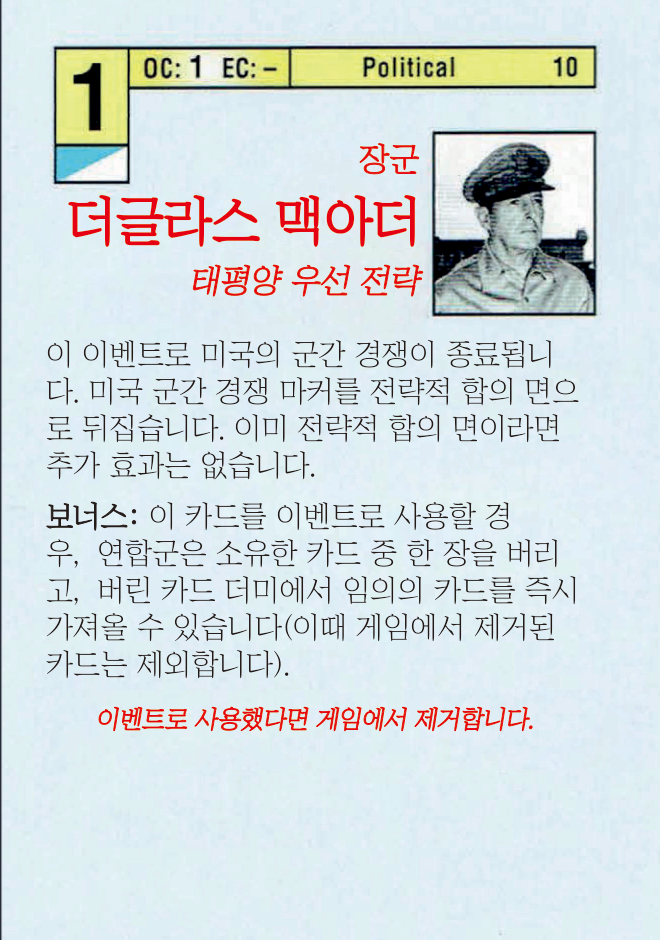 1
OC: 1 EC: – Political 10
장군
더글라스 맥아더
태평양 우선 전략
이 이벤트로 미국의 군간 경쟁이 종료됩니
다. 미국 군간 경쟁 마커를 전략적 합의 면으
로 뒤집습니다. 이미 전략적 합의 면이라면
추가 효과는 없습니다.
보너스: 이 카드를 이벤트로 사용할 경
우, 연합군은 소유한 카드 중 한 장을 버리
고, 버린 카드 더미에서 임의의 카드를 즉시
가져올 수 있습니다(이때 게임에서 제거된
카드는 제외합니다).
이벤트로 사용했다면 게임에서 제거합니다.